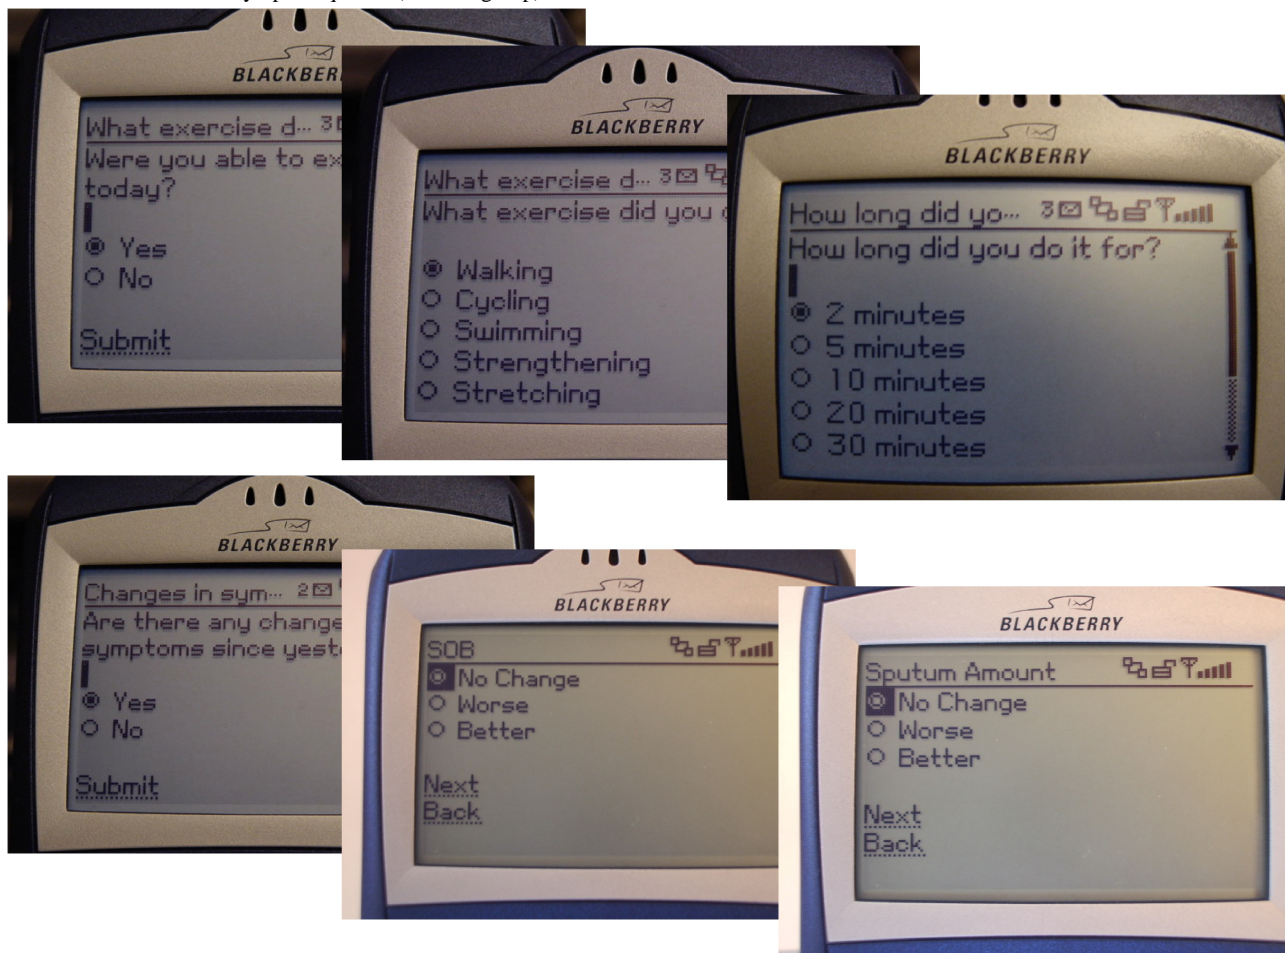 BLACKBERRY
What exercise d... 3
Were you able to ex
today?
Yes
No
Submit
BLACKBERRY
What exercise d... 3
What exercise did you
Walking
Cycling
Swimming
Strengthening
Stretching
BLACKBERRY
How long did yo... 3
How long did you do it for?
2 minutes
5 minutes
10 minutes
20 minutes
30 minutes
BLACKBERRY
Changes in sym... 2
Are there any change
symptoms since yest
Yes
No
Submit
BLACKBERRY
SOB
No Change
Worse
Better
Next
Back
BLACKBERRY
Sputum Amount
No Change
Worse
Better
Next
Back